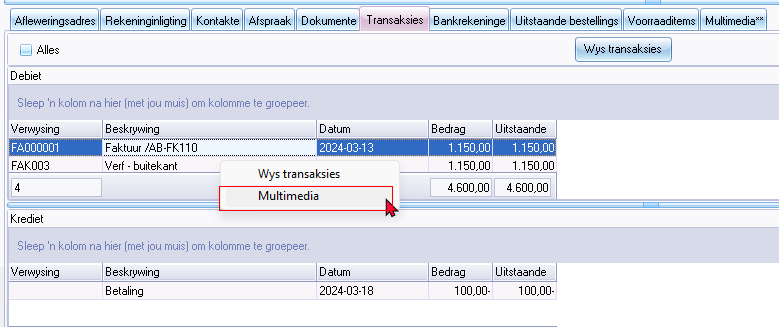 Afleweringsadres Rekeninginligting Kontakte Afspraak Dokumente Transaksies Bankrekeninge Uitstaande bestellings Voorraaditems Multimedia**
Alles Wys transaksies
Debiet
Sleep 'n kolom na hier (met jou muis) om kolomme te groepeer.
Verwysing Beskrywing Datum Bedrag Uitstaande
FA000001 Faktuur /AB-FK110 2024-03-13 1.150,00 1.150,00
FAK003 Verf - buitekant 1.150,00 1.150,00
Wys transaksies
4 4.600,00 4.600,00
Multimedia
Krediet
Sleep 'n kolom na hier (met jou muis) om kolomme te groepeer.
Verwysing Beskrywing Datum Bedrag Uitstaande
Betaling 2024-03-18 100,00- 100,00-